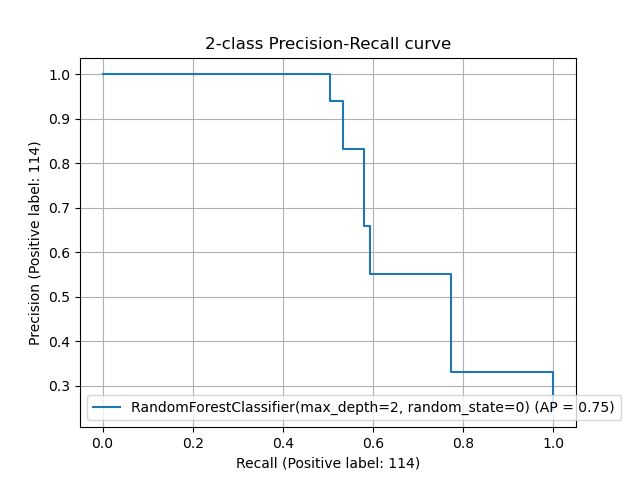 2-class Precision-Recall curve
1.0
0.9
0.8
0.7
0.6
0.5
0.4
0.3
Precision (Positive label: 114)
RandomForestClassifier(max_depth=2, random_state=0) (AP = 0.75)
0.0 0.2 0.4 0.6 0.8 1.0
Recall (Positive label: 114)